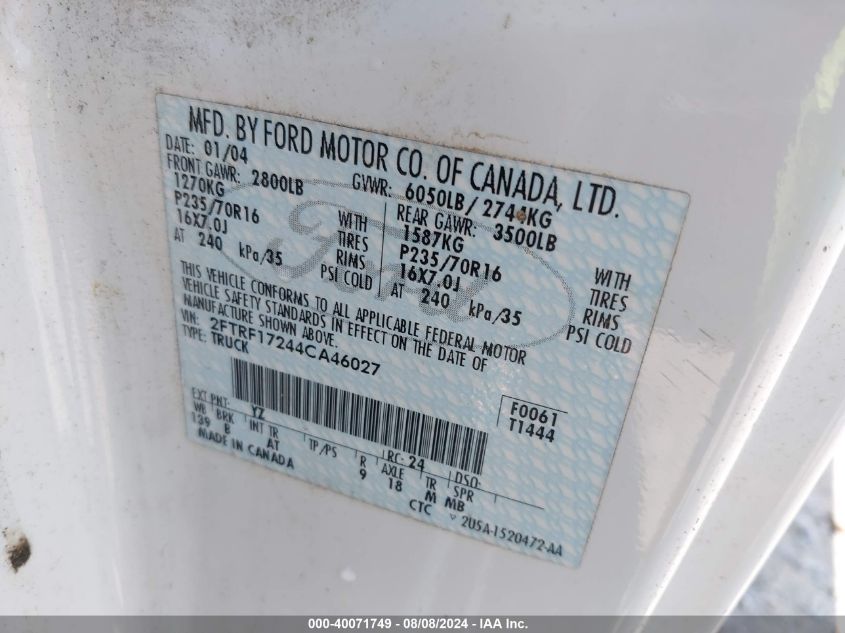 MFD. BY FORD MOTOR CO. OF CANADA, LTD.
DATE: 01/04
GVWR: 6050LB/ 2744KG
FRONT GAWR: 2800LB
REAR GAWR: 3500LB
1270KG WITH
1587KG WITH
P235/70R16 TIRES
P235/70R16 TIRES
16X7.0J RIMS
16X7.0J RIMS
AT 240 kPa/35 PSI COLD
AT 240 kPa/35 PSI COLD
THIS VEHICLE CONFORMS TO ALL APPLICABLE FEDERAL MOTOR
VEHICLE SAFETY STANDARDS IN EFFECT ON THE DATE OF
MANUFACTURE SHOWN ABOVE.
VIN: 2FTRF17244CA46027
TYPE: TRUCK
F0061
T1444
EXT PNT: YZ RC: 24 DSO:
WB BRK INT TR TP/PS R AXLE TR SPR
139 B AT 9 18 M MB
MADE IN CANADA
CTC ▽ 2U5A-1520472-AA
Ford
000-40071749 - 08/08/2024 - IAA Inc.